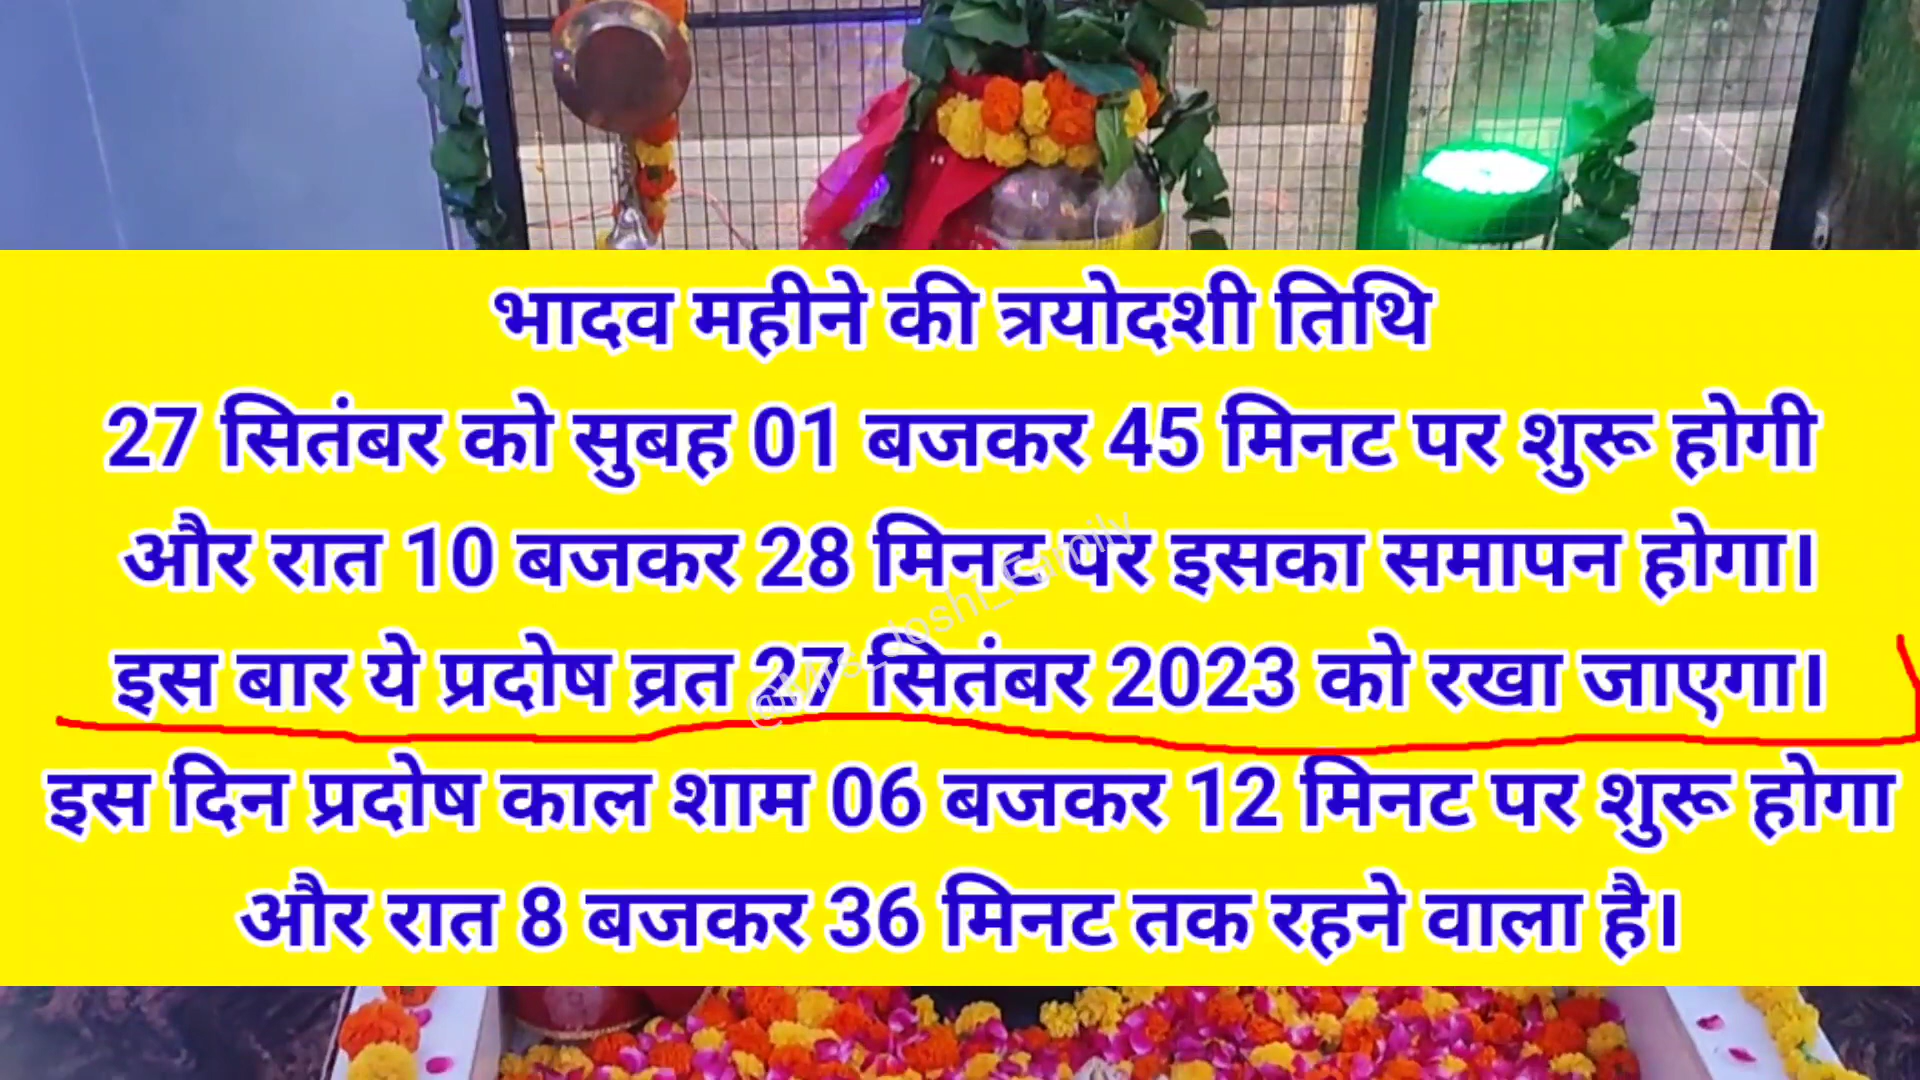 भादव महीने की त्रयोदशी तिथि
27 सितंबर को सुबह 01 बजकर 45 मिनट पर शुरू होगी
और रात 10 बजकर 28 मिनट पर इसका समापन होगा।
इस बार ये प्रदोष व्रत 27 सितंबर 2023 को रखा जाएगा।
इस दिन प्रदोष काल शाम 06 बजकर 12 मिनट पर शुरू होगा
और रात 8 बजकर 36 मिनट तक रहने वाला है।
@Mrs_Joshi_Family